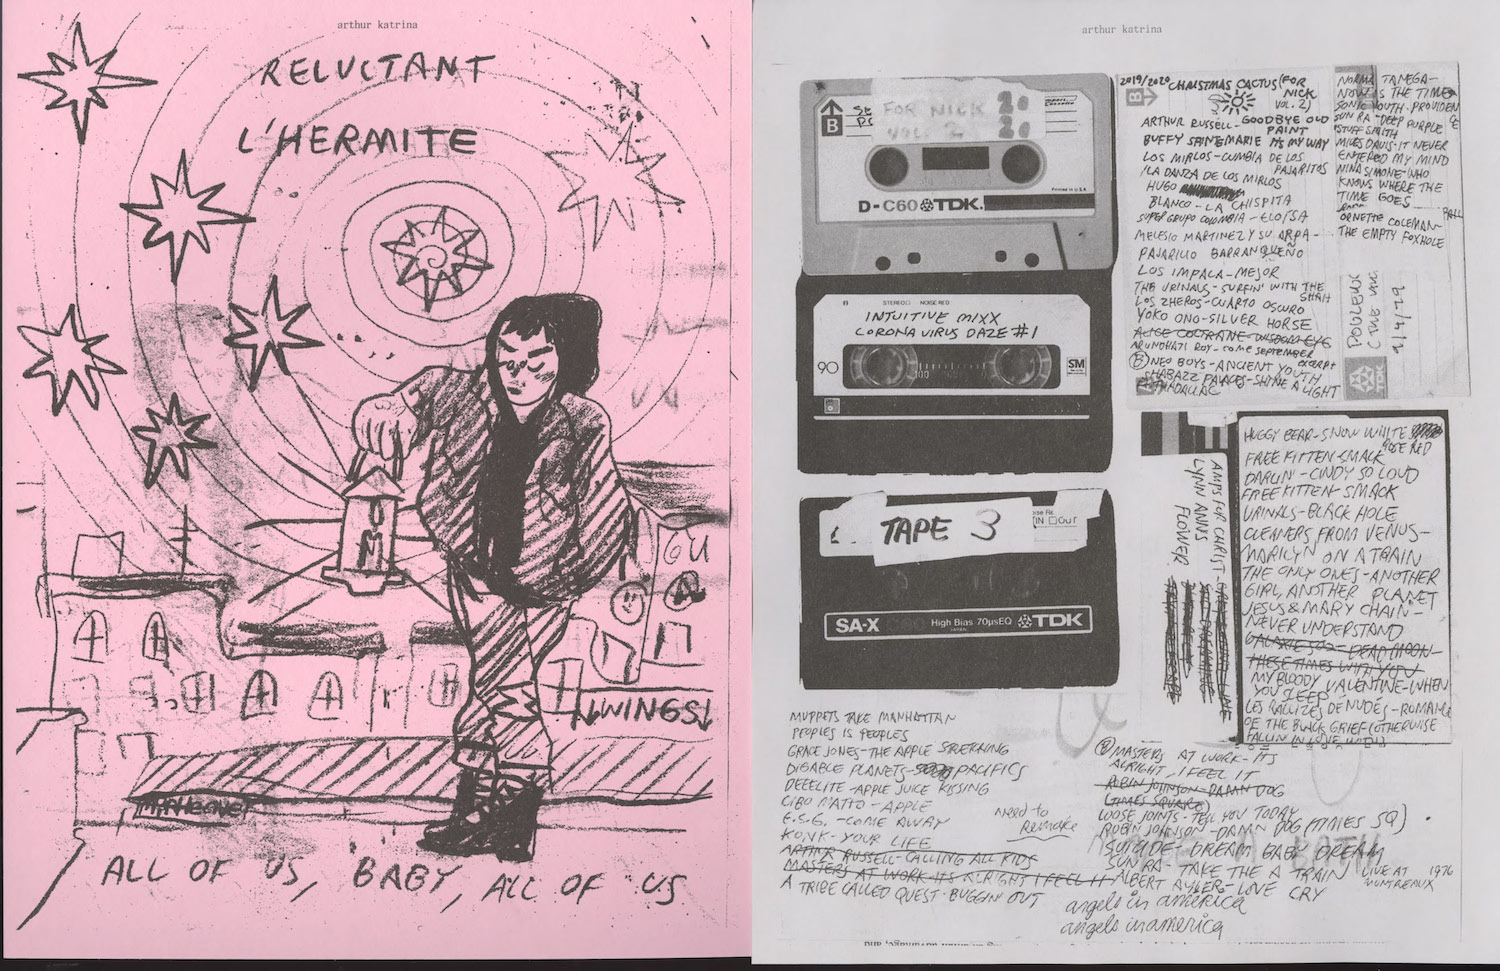 arthur katrina
RELUCTANT
L'HERMITE
WINGS
ALL OF US, BABY, ALL OF US
arthur katrina
B
FOR NICK
VOL. 2
D-C60 TDK.
STEREO NOISE RED
INTUITIVE MIXX
CORONA VIRUS DAZE #1
90
SM
TAPE 3
IN OUT
SA-X
High Bias 70µsEQ
TDK
2019/2020 CHRISTMAS CACTUS (FOR
NICK
VOL. 2)
ARTHUR RUSSELL-GOODBYE OLD
PAINT
BUFFY SAINTE MARIE ITS MY WAY
LOS MIRLOS-CUMBIA DE LOS
PAJARITOS
/LA DANZA DE LOS MIRLOS
HUGO
BLANCO-LA CHISPITA
SUPER GRUPO COLOMBIA-ELOISA
MELESIO MARTINEZ Y SU ARPA-
PAJARILLO BARRANQUEÑO
LOS IMPALA-MEJOR
THE URINALS-SURFIN' WITH THE
SHAH
LOS ZHEROS-CUARTO OSCURO
YOKO ONO-SILVER HORSE
ALICE COLTRANE-WISDOM EYE
ARUNDHATI ROY-COME SEPTEMBER
EXCERPT
B NEO BOYS-ANCIENT YOUTH
SHABAZZ PALACES-SHINE A LIGHT
NORMA TANEGA-
NOW IS THE TIME
SONIC YOUTH-PROVIDEN
CE
SUN RA-DEEP PURPLE
STUFF SMITH
MILES DAVIS-IT NEVER
ENTERED MY MIND
NINA SIMONE-WHO
KNOWS WHERE THE
TIME GOES
ORNETTE COLEMAN-
THE EMPTY FOXHOLE
TDK
AMPS FOR CHRIST
LYNN ANN'S
FLOWER
HUGGY BEAR-SNOW WHITE
ROSE RED
FREE KITTEN SMACK
DARLIN'-CINDY SO LOUD
FREE KITTEN-SMACK
URINALS-BLACK HOLE
CLEANERS FROM VENUS-
MARILYN ON A TRAIN
THE ONLY ONES-ANOTHER
GIRL, ANOTHER PLANET
JESUS & MARY CHAIN-
NEVER UNDERSTAND
DEAD MOON-
THESE TIMES WITH YOU
MY BLOODY VALENTINE-WHEN
YOU SLEEP
LES RALLIZES DENUDES-ROMANCE
OF THE BLACK GRIEF (OTHERWISE
FALLIN IN LOVE WITH)
MUPPETS TAKE MANHATTAN
PEOPLES IS PEOPLES
GRACE JONES-THE APPLE STRETCHING
DIGABLE PLANETS- PACIFICS
DEEELITE-APPLE JUICE KISSING
CIBO MATTO-APPLE
E.S.G.-COME AWAY
KONK-YOUR LIFE
ARTHUR RUSSELL-CALLING ALL KIDS
MASTERS AT WORK-ITS ALRIGHT I FEEL IT
A TRIBE CALLED QUEST-BUGGIN OUT
need to
Remake
B MASTERS AT WORK-ITS
ALRIGHT, I FEEL IT
ROBIN JOHNSON-DAMN DOG
(TIMES SQUARE)
LOOSE JOINTS-TELL YOU TODAY
ROBIN JOHNSON-DAMN DOG (TIMES SQ)
SUICIDE-DREAM BABY DREAM
SUN RA-TAKE THE A TRAIN LIVE AT 1976
MONTREAUX
ALBERT AYLER-LOVE CRY
angels in america
angels in america